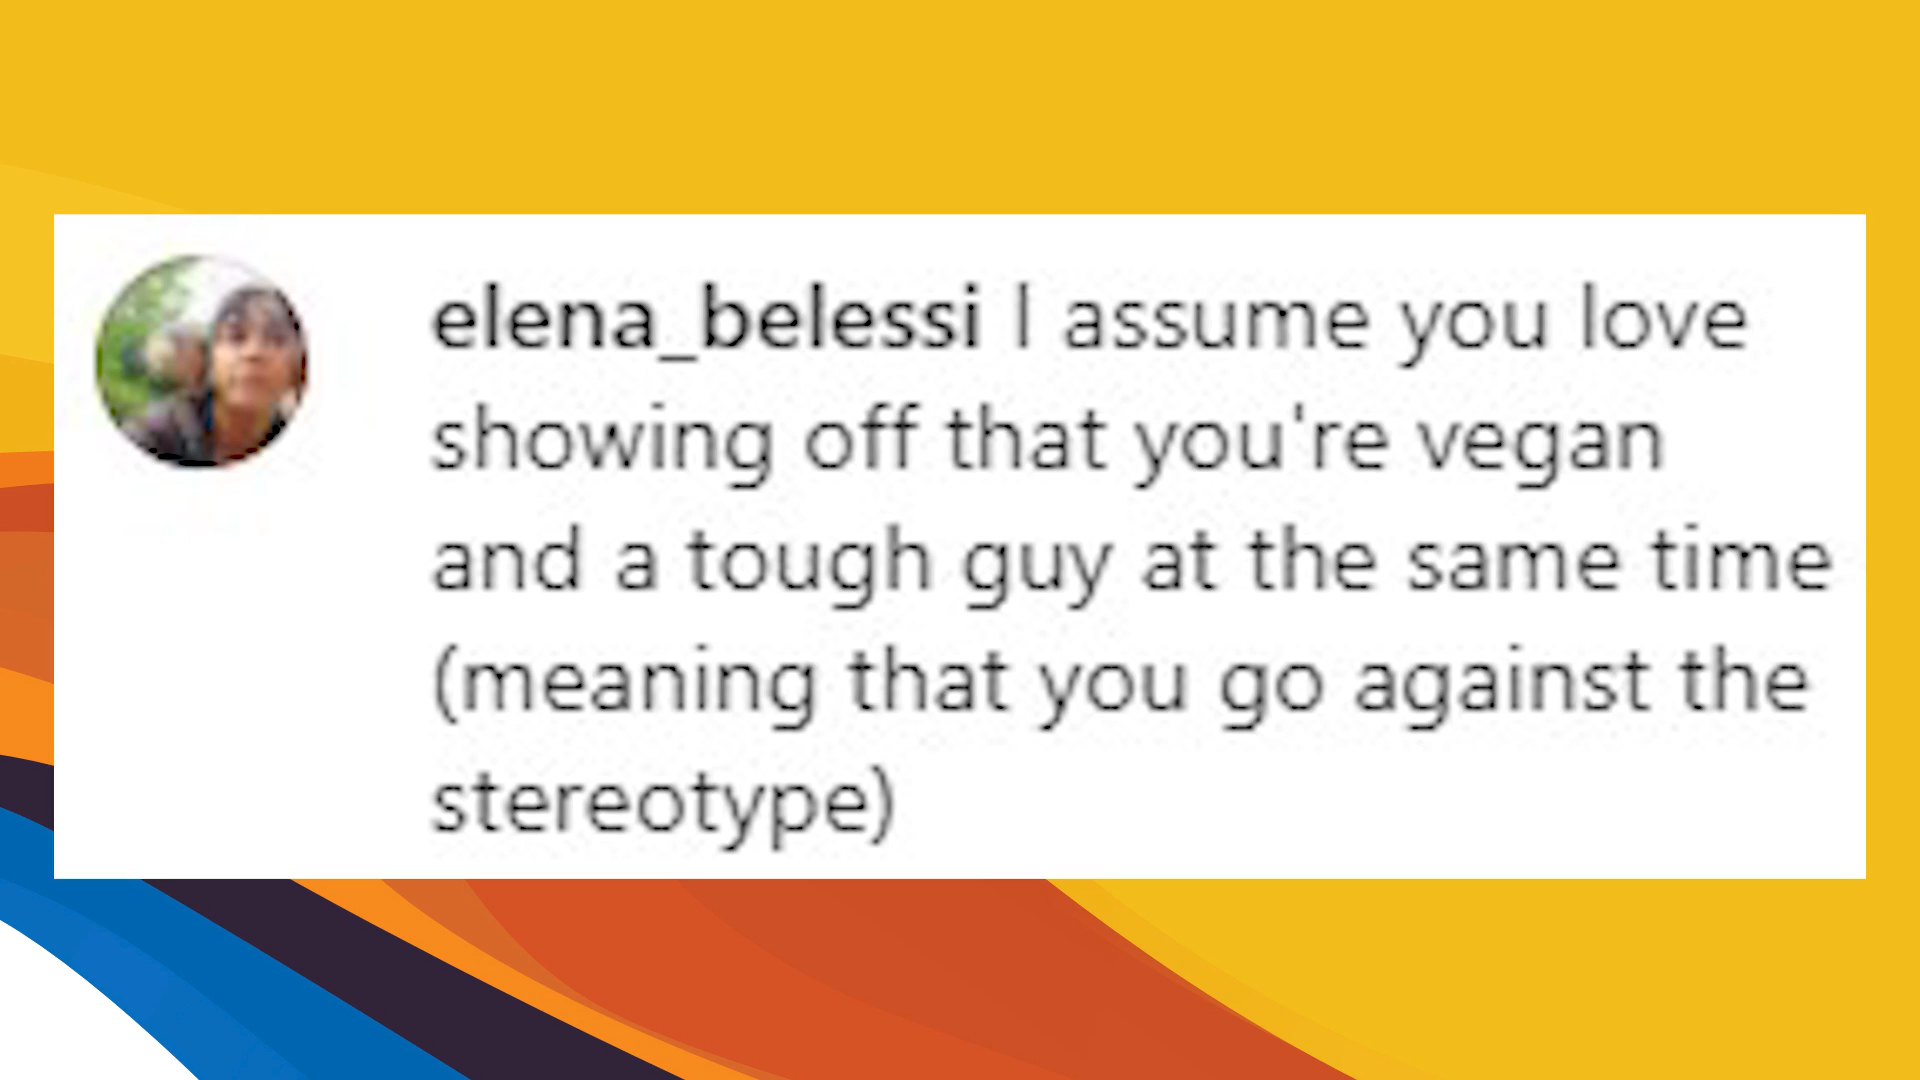 elena_belessi I assume you love
showing off that you're vegan
and a tough guy at the same time
(meaning that you go against the
stereotype)